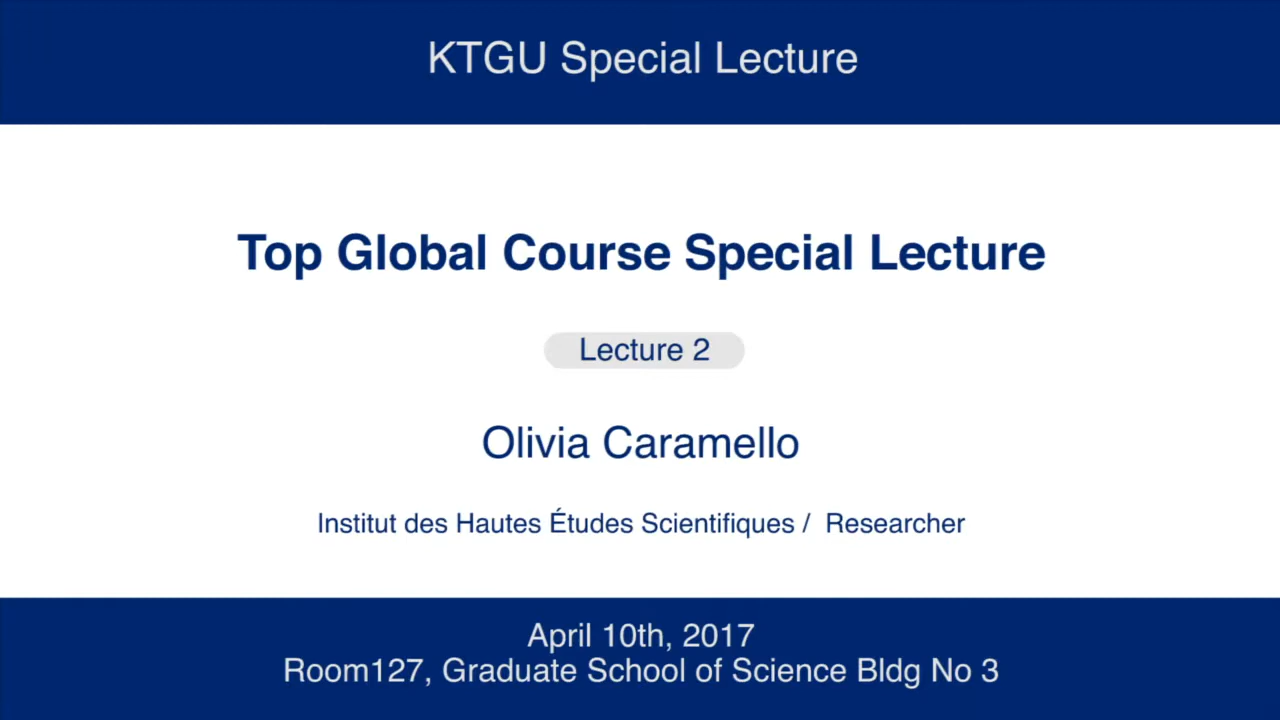 KTGU Special Lecture
Top Global Course Special Lecture
Lecture 2
Olivia Caramello
Institut des Hautes Études Scientifiques / Researcher
April 10th, 2017
Room127, Graduate School of Science Bldg No 3